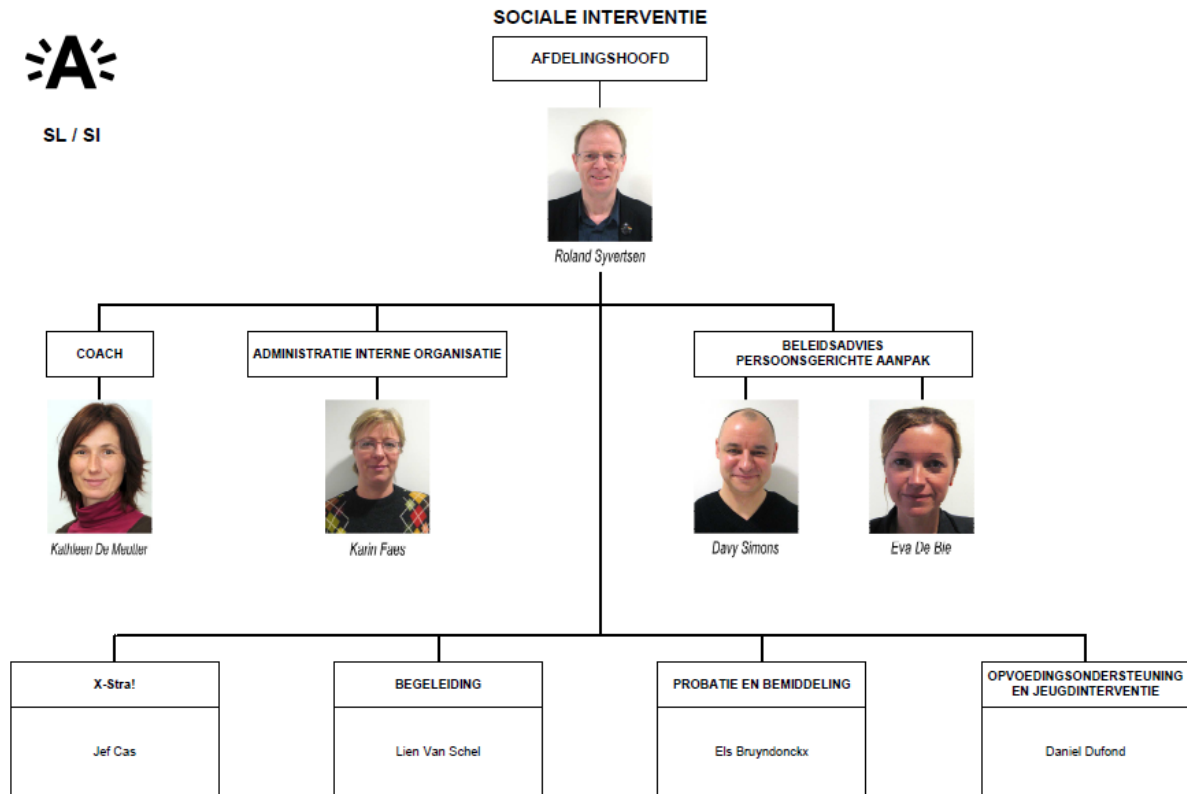 SOCIALE INTERVENTIE
AFDELINGSHOOFD
A
SL / SI
Roland Syvertsen
COACH
ADMINISTRATIE INTERNE ORGANISATIE
BELEIDSADVIES
PERSOONSGERICHTE AANPAK
Kathleen De Meutter
Karin Faes
Davy Simons
Eva De Bie
X-Stra!
BEGELEIDING
PROBATIE EN BEMIDDELING
OPVOEDINGSONDERSTEUNING
EN JEUGDINTERVENTIE
Jef Cas
Lien Van Schel
Els Bruyndonckx
Daniel Dufond